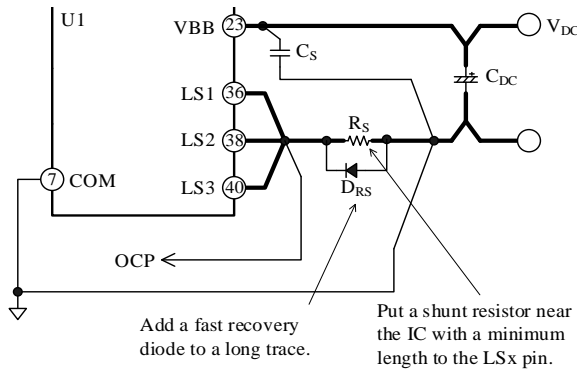 U1
VBB
23
V_DC
C_S
C_DC
LS1
36
LS2
38
R_S
LS3
40
D_RS
7
COM
OCP
Add a fast recovery
diode to a long trace.
Put a shunt resistor near
the IC with a minimum
length to the LSx pin.